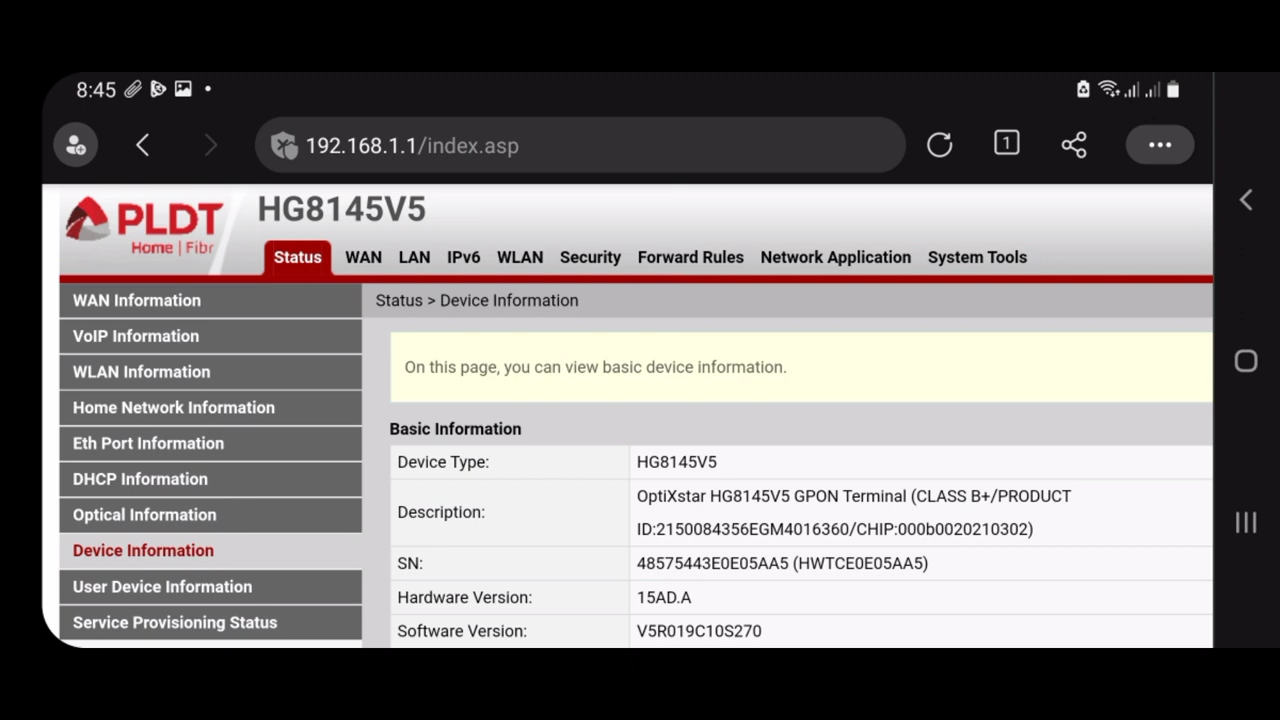 8:45
192.168.1.1/index.asp
1
PLDT
Home | Fibr
HG8145V5
Status WAN LAN IPv6 WLAN Security Forward Rules Network Application System Tools
WAN Information
VoIP Information
WLAN Information
Home Network Information
Eth Port Information
DHCP Information
Optical Information
Device Information
User Device Information
Service Provisioning Status
Status > Device Information
On this page, you can view basic device information.
Basic Information
Device Type: HG8145V5
Description: OptiXstar HG8145V5 GPON Terminal (CLASS B+/PRODUCT
ID:2150084356EGM4016360/CHIP:000b0020210302)
SN: 48575443E0E05AA5 (HWTCE0E05AA5)
Hardware Version: 15AD.A
Software Version: V5R019C10S270